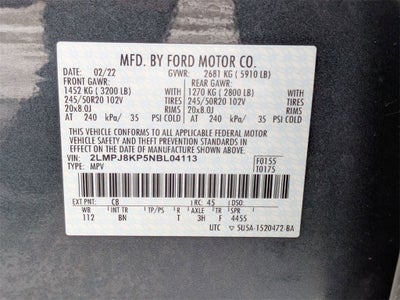 MFD. BY FORD MOTOR CO.
DATE: 02/22 GVWR: 2681 KG ( 5910 LB)
FRONT GAWR: REAR GAWR:
1452 KG ( 3200 LB) WITH 1270 KG ( 2800 LB) WITH
245/50R20 102V TIRES 245/50R20 102V TIRES
20x8.0J RIMS 20x8.0J RIMS
AT 240 kPa/ 35 PSI COLD AT 240 kPa/ 35 PSI COLD
THIS VEHICLE CONFORMS TO ALL APPLICABLE FEDERAL MOTOR
VEHICLE SAFETY AND THEFT PREVENTION STANDARDS IN EFFECT
ON THE DATE OF MANUFACTURE SHOWN ABOVE.
VIN: 2LMPJ8KP5NBL04113 F0155
TYPE: MPV T0175
EXT PNT: C8 RC: 45 DSO:
WB INT TR TP/PS R AXLE TR SPR
112 BN T 3H F 4455
UTC ▽ 5U5A-1520472-BA